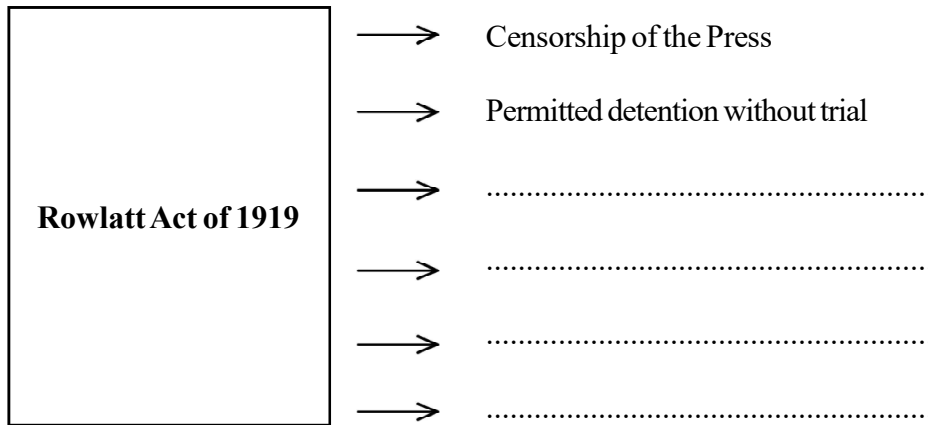 Censorship of the Press
Permitted detention without trial
Rowlatt Act of 1919
.......................................................
.......................................................
.......................................................
.......................................................